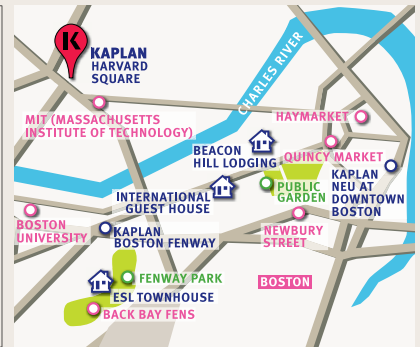 K
KAPLAN
HARVARD
SQUARE
CHARLES RIVER
MIT (MASSACHUSETTS
INSTITUTE OF TECHNOLOGY)
HAYMARKET
BEACON
HILL LODGING
QUINCY MARKET
KAPLAN
NEU AT
DOWNTOWN
BOSTON
INTERNATIONAL
GUEST HOUSE
PUBLIC
GARDEN
BOSTON
UNIVERSITY
KAPLAN
BOSTON FENWAY
NEWBURY
STREET
FENWAY PARK
BOSTON
ESL TOWNHOUSE
BACK BAY FENS